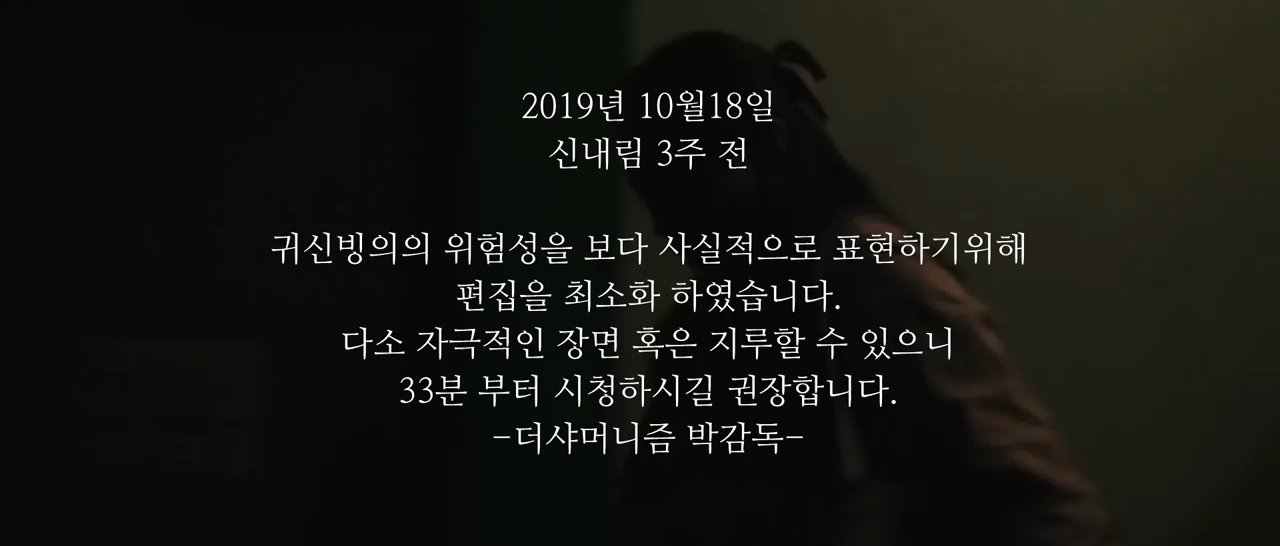 2019년 10월18일
신내림 3주 전
귀신빙의의 위험성을 보다 사실적으로 표현하기위해
편집을 최소화 하였습니다.
다소 자극적인 장면 혹은 지루할 수 있으니
33분 부터 시청하시길 권장합니다.
-더샤머니즘 박감독-